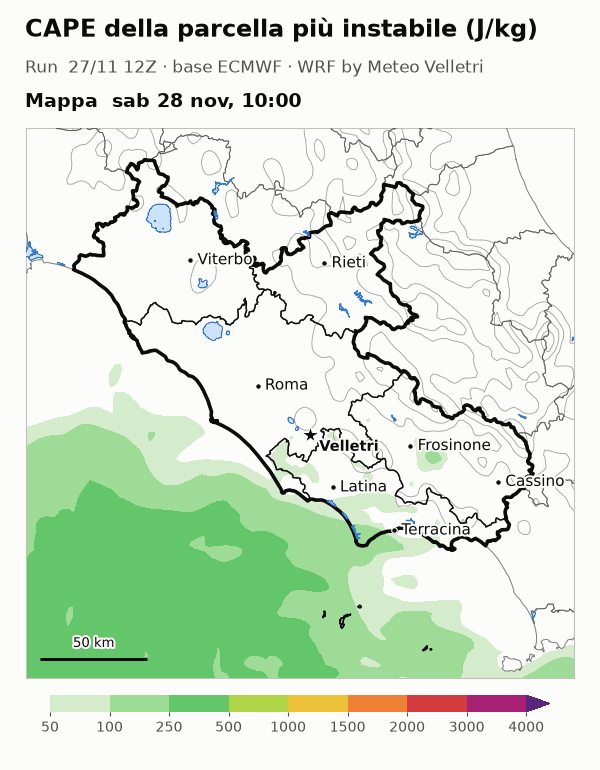 CAPE della parcella più instabile (J/kg)
Run  27/11 12Z · base ECMWF · WRF by Meteo Velletri
Mappa  sab 28 nov, 10:00
Viterbo
Rieti
Roma
Velletri
Frosinone
Latina
Cassino
Terracina
50 km
50 100 250 500 1000 1500 2000 3000 4000